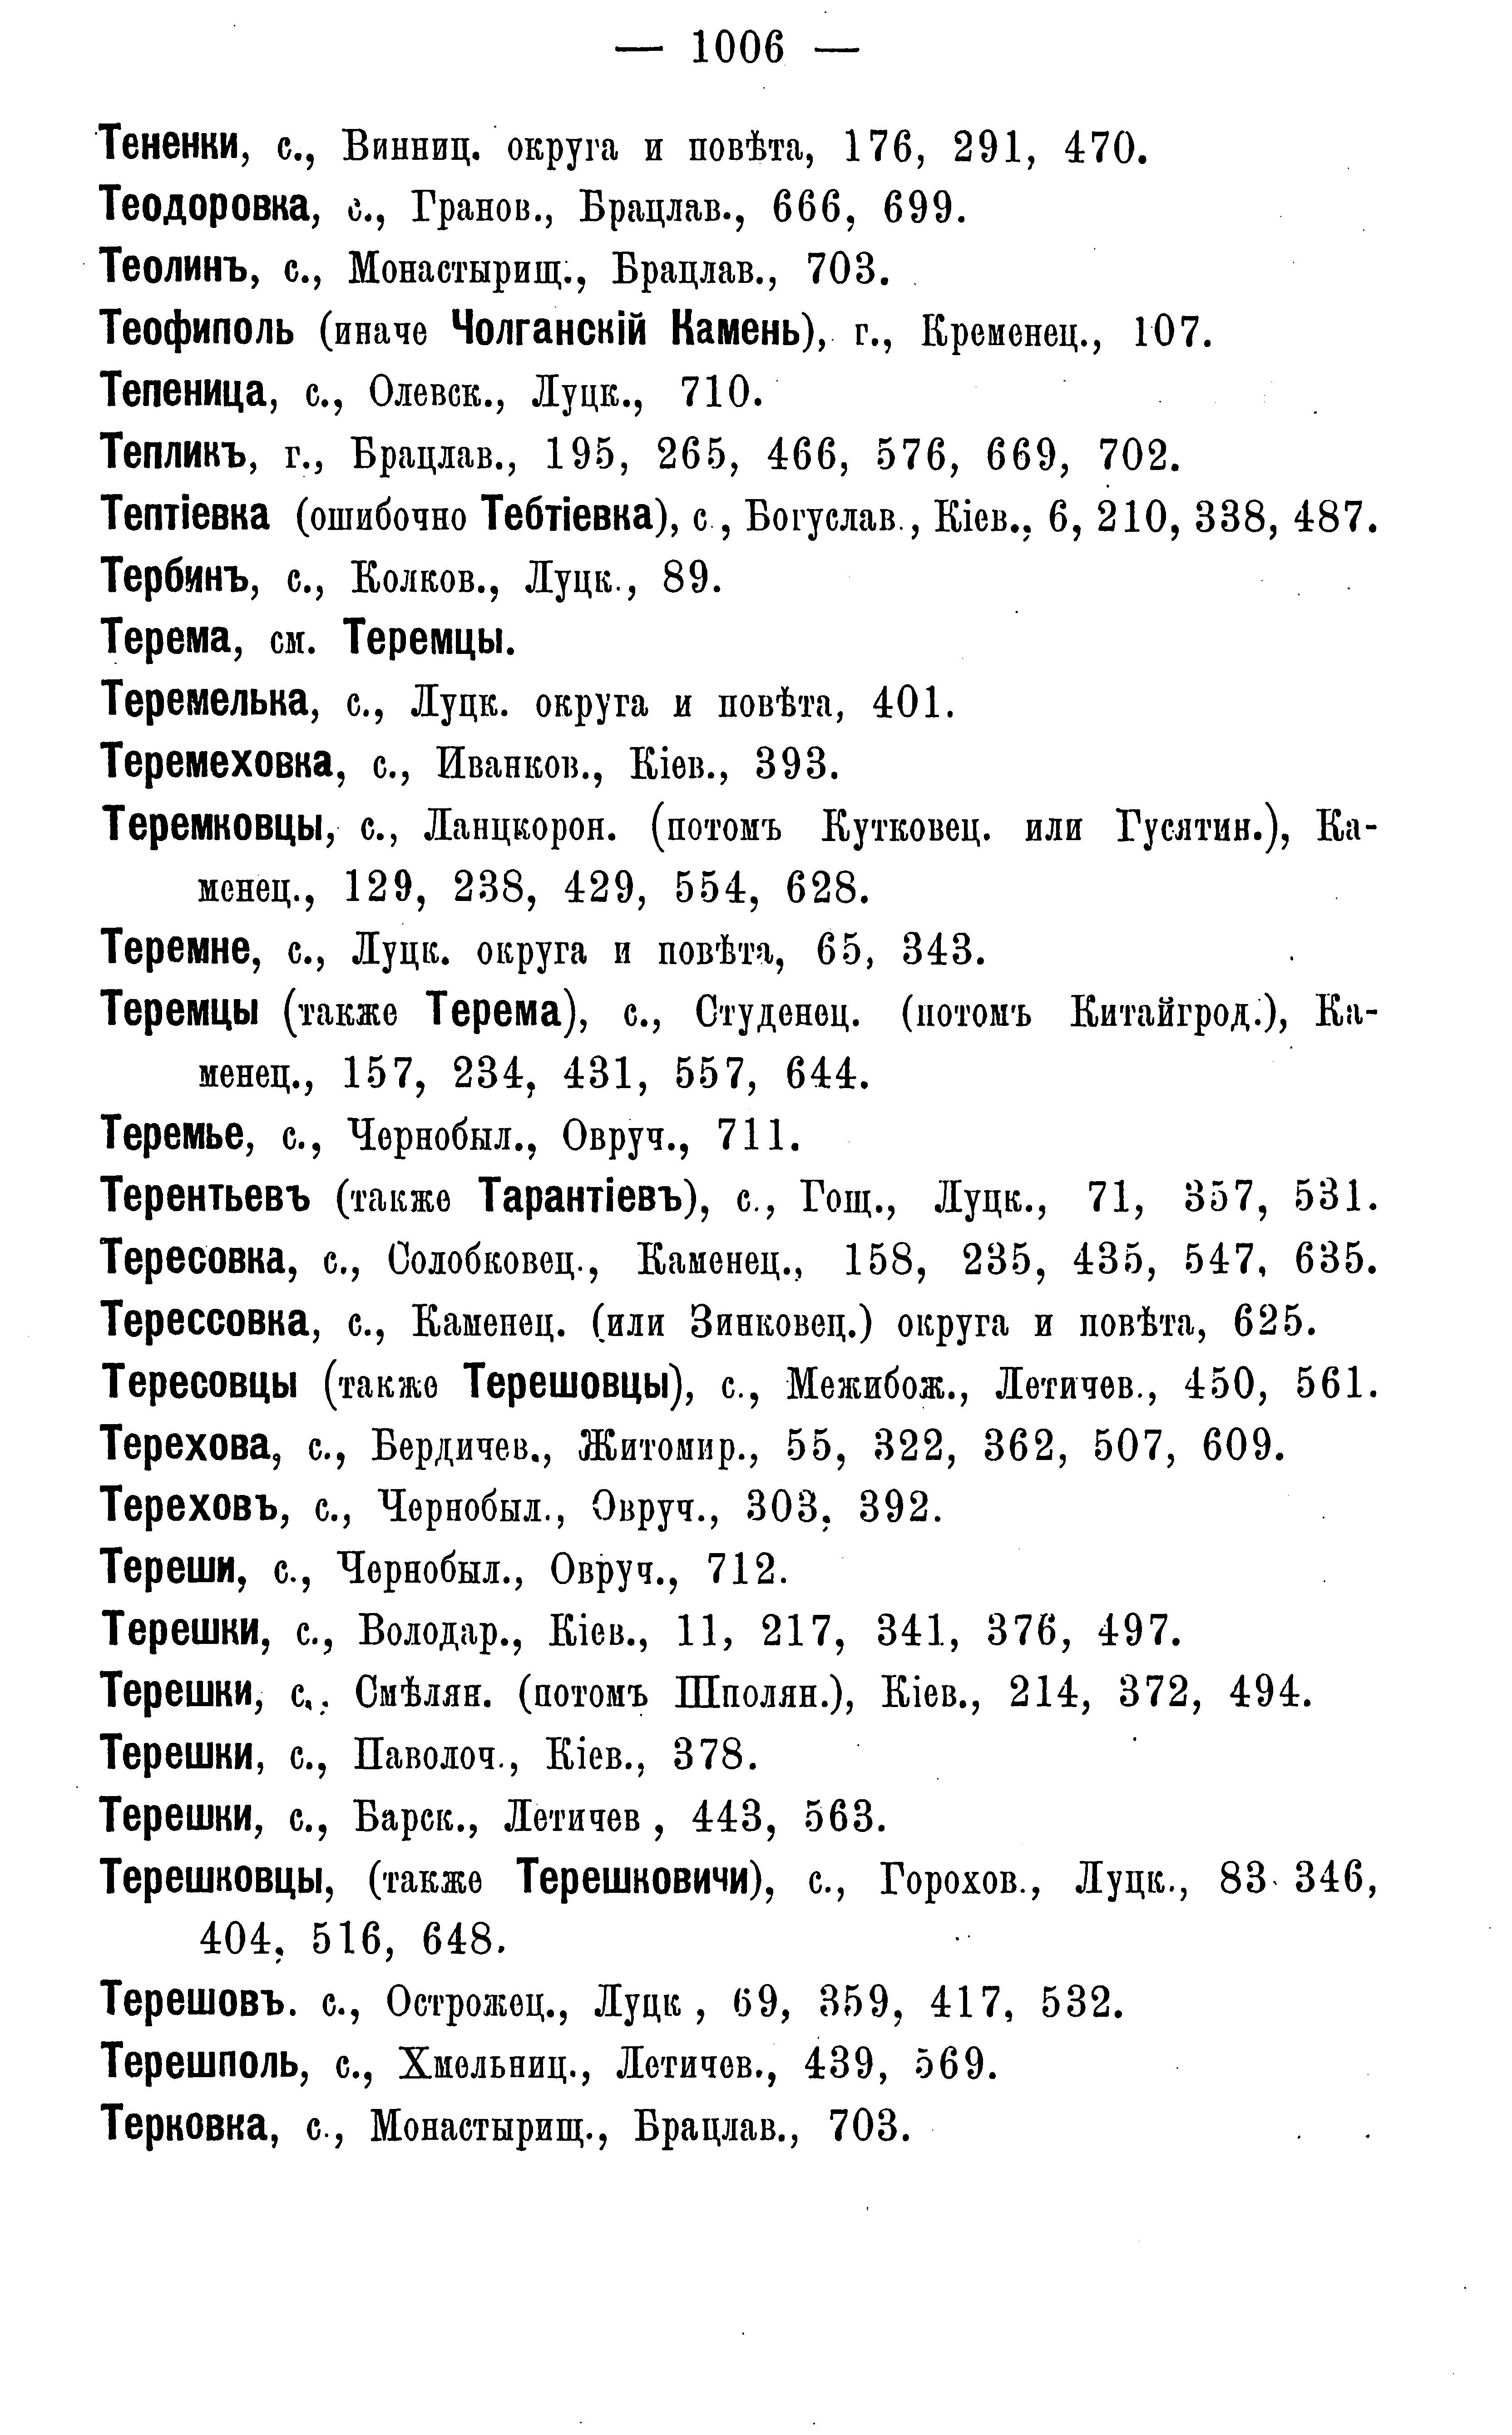 — 1006 —
Тененки, с., Винниц. округа и повѣта, 176, 291, 470.
Теодоровка, с., Гранов., Брацлав., 666, 699.
Теолинъ, с., Монастырищ., Брацлав., 703.
Теофиполь (иначе Чолганскій Камень), г., Кременец., 107.
Тепеница, с., Олевск., Луцк., 710.
Тепликъ, г., Брацлав., 195, 265, 466, 576, 669, 702.
Тептіевка (ошибочно Тебтіевка), с., Богуслав., Кіев., 6, 210, 338, 487.
Тербинъ, с., Колков., Луцк., 89.
Терема, см. Теремцы.
Теремелька, с., Луцк. округа и повѣта, 401.
Теремеховка, с., Иванков., Кіев., 393.
Теремковцы, с., Ланцкорон. (потомъ Кутковец. или Гусятин.), Ка-
менец., 129, 238, 429, 554, 628.
Теремне, с., Луцк. округа и повѣта, 65, 343.
Теремцы (также Терема), с., Студенец. (потомъ Китайгрод.), Ка-
менец., 157, 234, 431, 557, 644.
Теремье, с., Чернобыл., Овруч., 711.
Терентьевъ (также Тарантіевъ), с., Гощ., Луцк., 71, 357, 531.
Тересовка, с., Солобковец., Каменец., 158, 235, 435, 547, 635.
Терессовка, с., Каменец. (или Зинковец.) округа и повѣта, 625.
Тересовцы (также Терешовцы), с., Межибож., Летичев., 450, 561.
Терехова, с., Бердичев., Житомир., 55, 322, 362, 507, 609.
Тереховъ, с., Чернобыл., Овруч., 303, 392.
Тереши, с., Чернобыл., Овруч., 712.
Терешки, с., Володар., Кіев., 11, 217, 341, 376, 497.
Терешки, с., Смѣлян. (потомъ Шполян.), Кіев., 214, 372, 494.
Терешки, с., Паволоч., Кіев., 378.
Терешки, с., Барск., Летичев , 443, 563.
Терешковцы, (также Терешковичи), с., Горохов., Луцк., 83, 346,
404, 516, 648.
Терешовъ. с., Острожец., Луцк , 69, 359, 417, 532.
Терешполь, с., Хмельниц., Летичев., 439, 569.
Терковка, с., Монастырищ., Брацлав., 703.